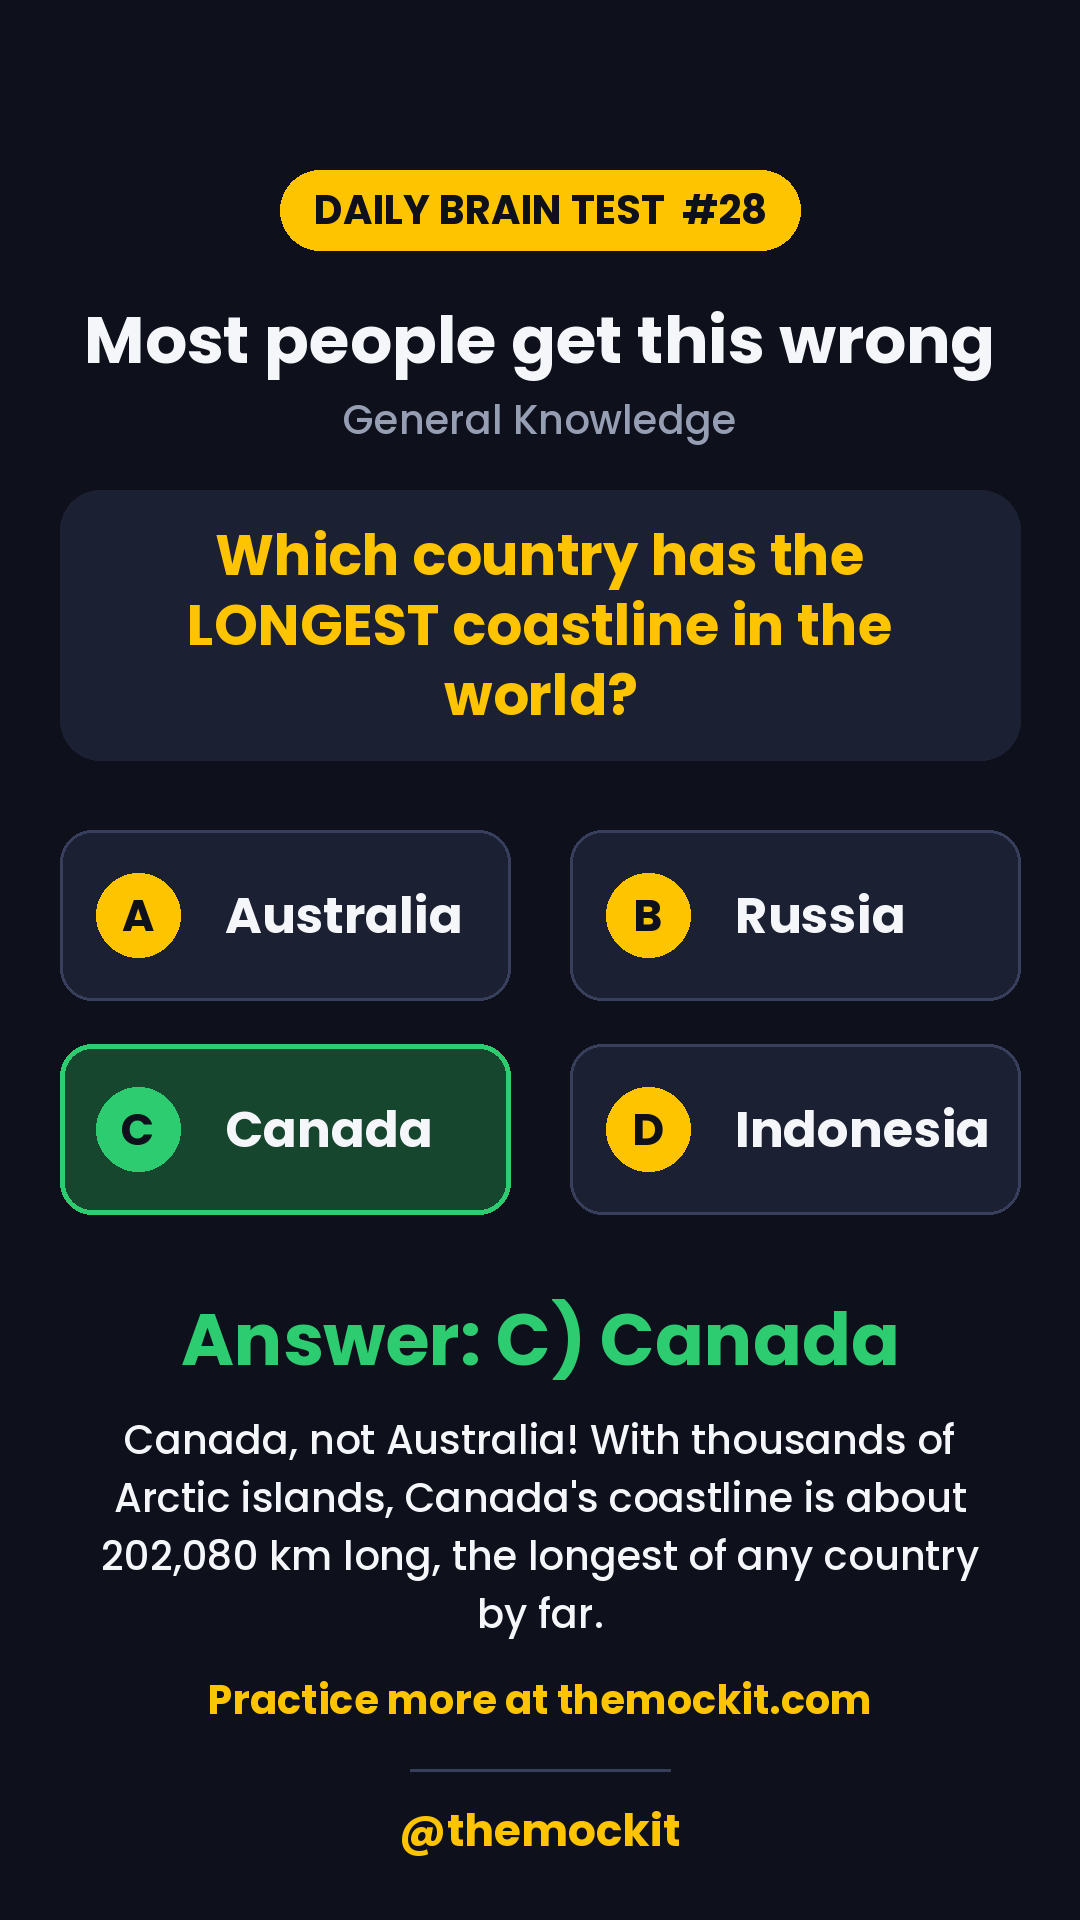 DAILY BRAIN TEST #28
Most people get this wrong
General Knowledge
Which country has the
LONGEST coastline in the
world?
A Australia
B Russia
C Canada
D Indonesia
Answer: C) Canada
Canada, not Australia! With thousands of
Arctic islands, Canada's coastline is about
202,080 km long, the longest of any country
by far.
Practice more at themockit.com
@themockit